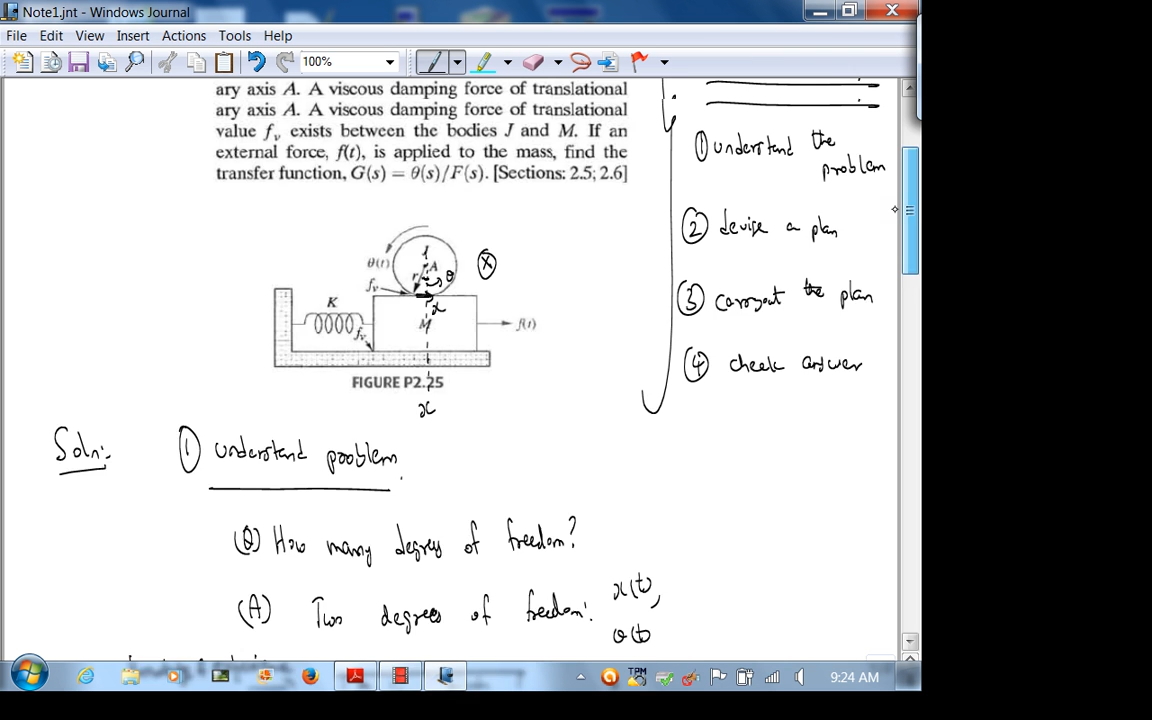 Note1.jnt - Windows Journal
File Edit View Insert Actions Tools Help
100%
ary axis A. A viscous damping force of translational
ary axis A. A viscous damping force of translational
value fv exists between the bodies J and M. If an
external force, f(t), is applied to the mass, find the
transfer function, G(s) = θ(s)/F(s). [Sections: 2.5; 2.6]
① understand the
problem
② devise a plan
③ carryout the plan
④ check answer
J
A
θ(t)
r
θ
x
fv
K
x
M
fv
f(t)
FIGURE P2.25
x
Soln:
① understand problem.
(Q) How many degrees of freedom?
(A) Two degrees of freedom: x(t),
θ(t)
TRM
9:24 AM